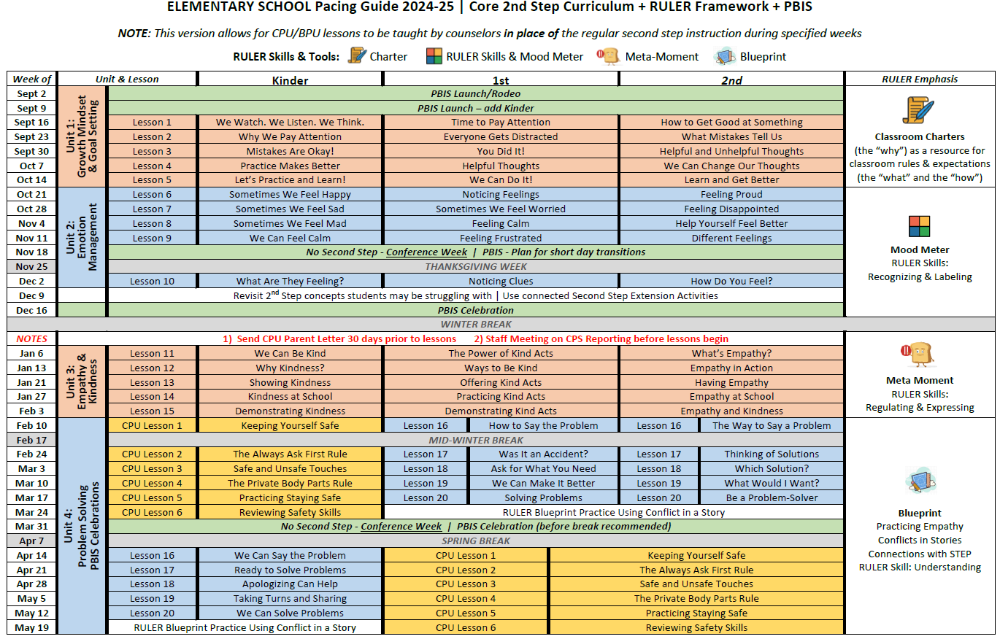 ELEMENTARY SCHOOL Pacing Guide 2024-25 | Core 2nd Step Curriculum + RULER Framework + PBIS
NOTE: This version allows for CPU/BPU lessons to be taught by counselors in place of the regular second step instruction during specified weeks
RULER Skills & Tools: Charter RULER Skills & Mood Meter Meta-Moment Blueprint
Week of Unit & Lesson Kinder 1st 2nd RULER Emphasis
Unit 1:
Growth Mindset
& Goal Setting
Sept 2 PBIS Launch/Rodeo
Sept 9 PBIS Launch – add Kinder
Sept 16 Lesson 1 We Watch. We Listen. We Think. Time to Pay Attention How to Get Good at Something
Sept 23 Lesson 2 Why We Pay Attention Everyone Gets Distracted What Mistakes Tell Us
Sept 30 Lesson 3 Mistakes Are Okay! You Did It! Helpful and Unhelpful Thoughts
Oct 7 Lesson 4 Practice Makes Better Helpful Thoughts We Can Change Our Thoughts
Oct 14 Lesson 5 Let's Practice and Learn! We Can Do It! Learn and Get Better
Classroom Charters
(the “why”) as a resource for
classroom rules & expectations
(the “what” and the “how”)
Unit 2:
Emotion
Management
Oct 21 Lesson 6 Sometimes We Feel Happy Noticing Feelings Feeling Proud
Oct 28 Lesson 7 Sometimes We Feel Sad Sometimes We Feel Worried Feeling Disappointed
Nov 4 Lesson 8 Sometimes We Feel Mad Feeling Calm Help Yourself Feel Better
Nov 11 Lesson 9 We Can Feel Calm Feeling Frustrated Different Feelings
Nov 18 No Second Step - Conference Week | PBIS - Plan for short day transitions
Nov 25 THANKSGIVING WEEK
Dec 2 Lesson 10 What Are They Feeling? Noticing Clues How Do You Feel?
Dec 9 Revisit 2nd Step concepts students may be struggling with | Use connected Second Step Extension Activities
Dec 16 PBIS Celebration
Mood Meter
RULER Skills:
Recognizing & Labeling
WINTER BREAK
NOTES 1) Send CPU Parent Letter 30 days prior to lessons 2) Staff Meeting on CPS Reporting before lessons begin
Unit 3:
Empathy &
Kindness
Jan 6 Lesson 11 We Can Be Kind The Power of Kind Acts What's Empathy?
Jan 13 Lesson 12 Why Kindness? Ways to Be Kind Empathy in Action
Jan 21 Lesson 13 Showing Kindness Offering Kind Acts Having Empathy
Jan 27 Lesson 14 Kindness at School Practicing Kind Acts Empathy at School
Feb 3 Lesson 15 Demonstrating Kindness Demonstrating Kind Acts Empathy and Kindness
Meta Moment
RULER Skills:
Regulating & Expressing
Unit 4:
Problem Solving
PBIS Celebrations
Feb 10 CPU Lesson 1 Keeping Yourself Safe Lesson 16 How to Say the Problem Lesson 16 The Way to Say a Problem
Feb 17 MID-WINTER BREAK
Feb 24 CPU Lesson 2 The Always Ask First Rule Lesson 17 Was It an Accident? Lesson 17 Thinking of Solutions
Mar 3 CPU Lesson 3 Safe and Unsafe Touches Lesson 18 Ask for What You Need Lesson 18 Which Solution?
Mar 10 CPU Lesson 4 The Private Body Parts Rule Lesson 19 We Can Make It Better Lesson 19 What Would I Want?
Mar 17 CPU Lesson 5 Practicing Staying Safe Lesson 20 Solving Problems Lesson 20 Be a Problem-Solver
Mar 24 CPU Lesson 6 Reviewing Safety Skills RULER Blueprint Practice Using Conflict in a Story
Mar 31 No Second Step - Conference Week | PBIS Celebration (before break recommended)
Apr 7 SPRING BREAK
Apr 14 Lesson 16 We Can Say the Problem CPU Lesson 1 Keeping Yourself Safe
Apr 21 Lesson 17 Ready to Solve Problems CPU Lesson 2 The Always Ask First Rule
Apr 28 Lesson 18 Apologizing Can Help CPU Lesson 3 Safe and Unsafe Touches
May 5 Lesson 19 Taking Turns and Sharing CPU Lesson 4 The Private Body Parts Rule
May 12 Lesson 20 We Can Solve Problems CPU Lesson 5 Practicing Staying Safe
May 19 RULER Blueprint Practice Using Conflict in a Story CPU Lesson 6 Reviewing Safety Skills
Blueprint
Practicing Empathy
Conflicts in Stories
Connections with STEP
RULER Skill: Understanding